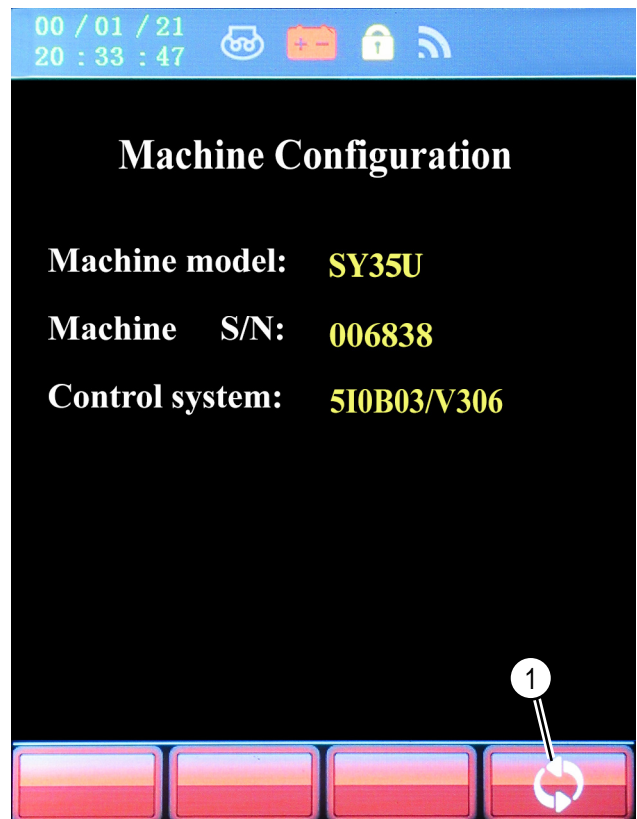 00 / 01 / 21
20 : 33 : 47
Machine Configuration
Machine model: SY35U
Machine S/N: 006838
Control system: 5I0B03/V306
1